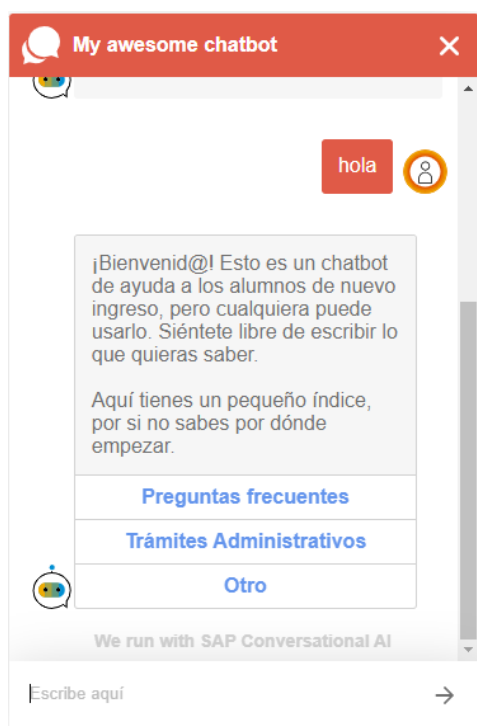 My awesome chatbot
hola
¡Bienvenid@! Esto es un chatbot
de ayuda a los alumnos de nuevo
ingreso, pero cualquiera puede
usarlo. Siéntete libre de escribir lo
que quieras saber.
Aquí tienes un pequeño índice,
por si no sabes por dónde
empezar.
Preguntas frecuentes
Trámites Administrativos
Otro
We run with SAP Conversational AI
Escribe aquí